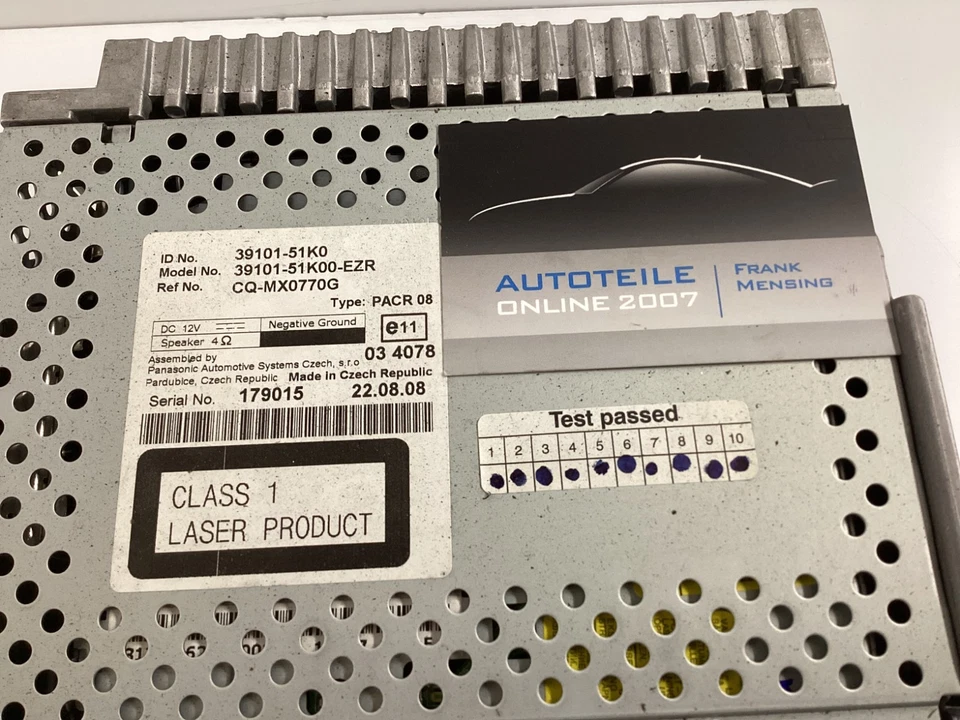 ID No. 39101-51K0
Model No. 39101-51K00-EZR
Ref No. CQ-MX0770G
Type: PACR 08
DC 12V
Negative Ground
Speaker 4Ω
e11
03 4078
Assembled by
Panasonic Automotive Systems Czech, s.r.o
Pardubice, Czech Republic Made in Czech Republic
Serial No. 179015 22.08.08
CLASS 1
LASER PRODUCT
AUTOTEILE
ONLINE 2007
FRANK
MENSING
Test passed
1 2 3 4 5 6 7 8 9 10